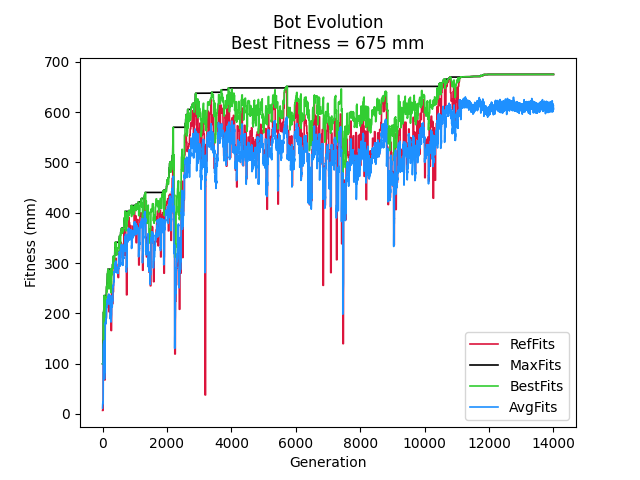 Bot Evolution
Best Fitness = 675 mm
700
600
500
400
300
200
100
0
Fitness (mm)
RefFits
MaxFits
BestFits
AvgFits
0 2000 4000 6000 8000 10000 12000 14000
Generation